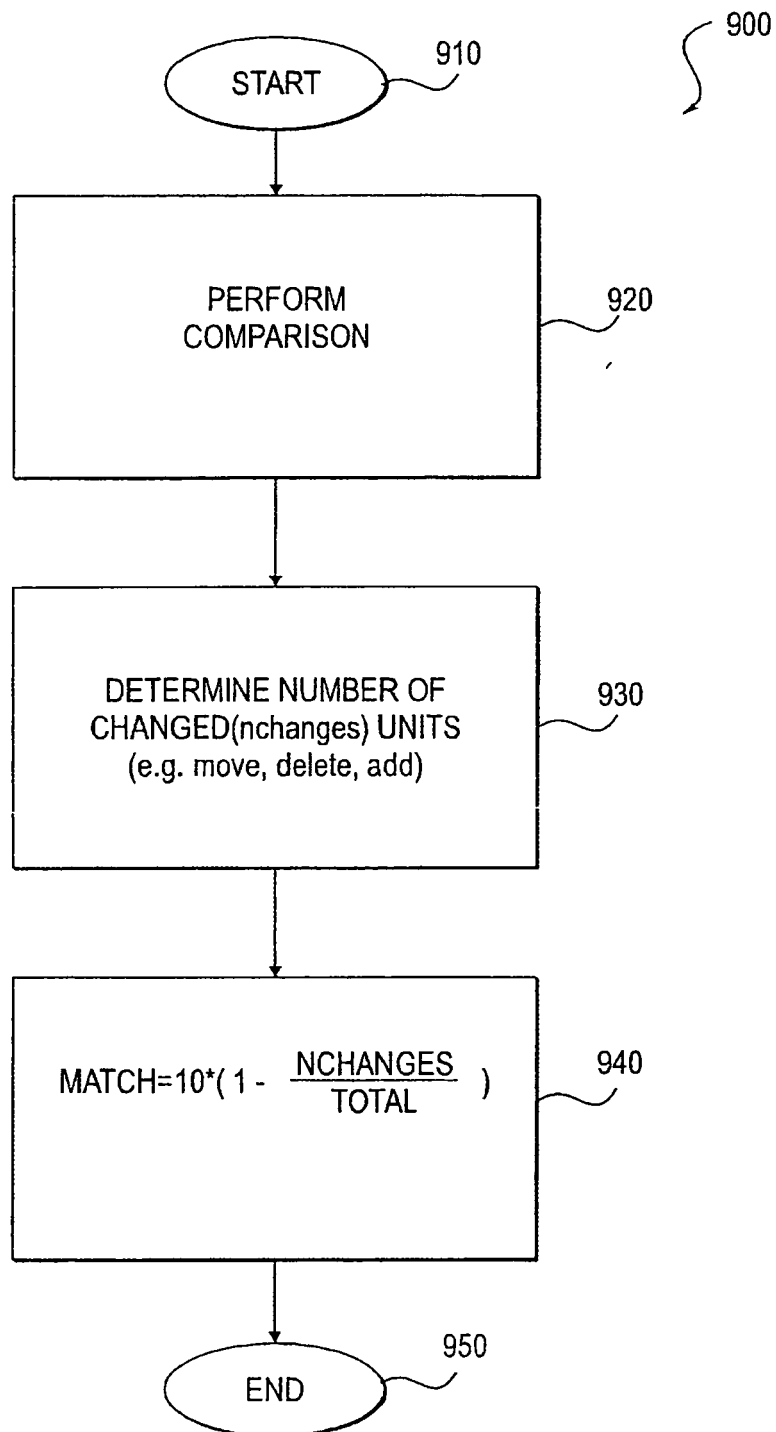 900
START
910
PERFORM
COMPARISON
920
DETERMINE NUMBER OF
CHANGED(nchanges) UNITS
(e.g. move, delete, add)
930
MATCH=10*( 1 - NCHANGES )
TOTAL
940
END
950